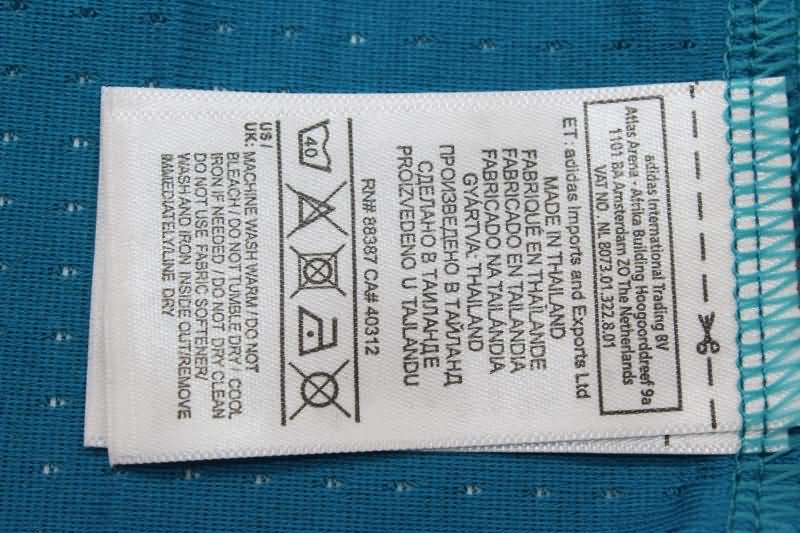 adidas International Trading BV
Atlas Arena - Afrika Building Hoogoorddreef 9a
1101 BA Amsterdam ZO The Netherlands
VAT NO. NL 8073.01.322.8.01
ET : adidas Imports and Exports Ltd
MADE IN THAILAND
FABRIQUÉ EN THAÏLANDE
FABRICADO EN TAILANDIA
FABRICADO NA TAILÂNDIA
GYÁRTVA: THAILAND
ПРОИЗВЕДЕНО В ТАЙЛАНД
СДЕЛАНО В ТАИЛАНДЕ
PROIZVEDENO U TAJLANDU
RN# 88387 CA# 40312
40
US /
UK: MACHINE WASH WARM / DO NOT
BLEACH / DO NOT TUMBLE DRY / COOL
IRON IF NEEDED / DO NOT DRY CLEAN
DO NOT USE FABRIC SOFTENER/
WASH AND IRON INSIDE OUT/REMOVE
IMMEDIATELY/LINE DRY